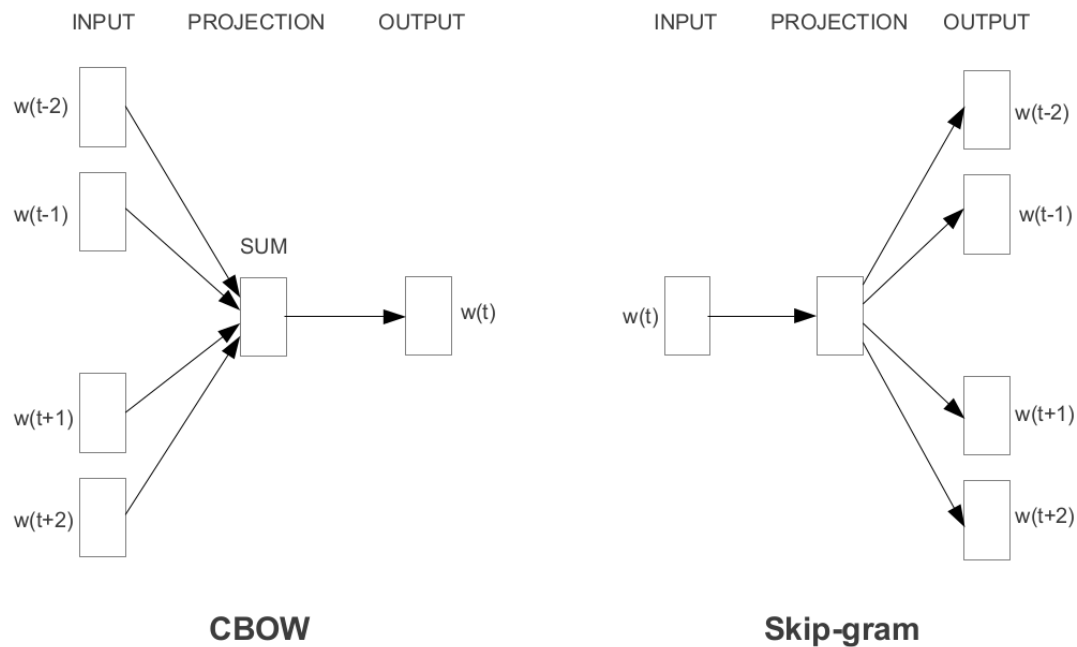 INPUT PROJECTION OUTPUT
w(t-2)
w(t-1)
SUM
w(t)
w(t+1)
w(t+2)
CBOW
INPUT PROJECTION OUTPUT
w(t-2)
w(t-1)
w(t)
w(t+1)
w(t+2)
Skip-gram